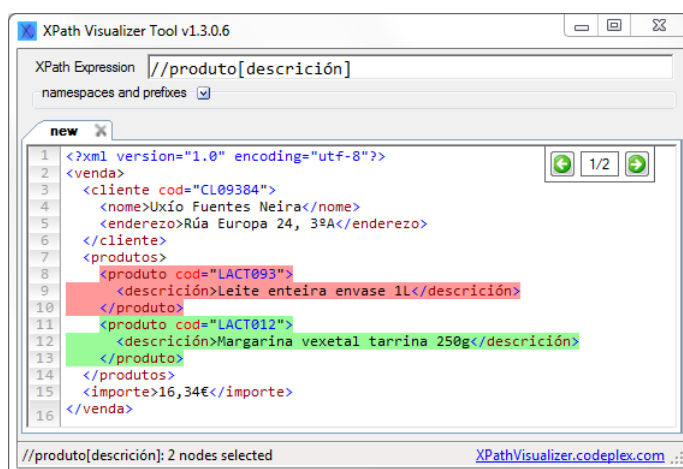 XPath Visualizer Tool v1.3.0.6
XPath Expression //produto[descrición]
namespaces and prefixes
new
1/2
1 <?xml version="1.0" encoding="utf-8"?>
2 <venda>
3 <cliente cod="CL09384">
4 <nome>Uxío Fuentes Neira</nome>
5 <enderezo>Rúa Europa 24, 3ªA</enderezo>
6 </cliente>
7 <produtos>
8 <produto cod="LACT093">
9 <descrición>Leite enteira envase 1L</descrición>
10 </produto>
11 <produto cod="LACT012">
12 <descrición>Margarina vexetal tarrina 250g</descrición>
13 </produto>
14 </produtos>
15 <importe>16,34€</importe>
16 </venda>
//produto[descrición]: 2 nodes selected XPathVisualizer.codeplex.com